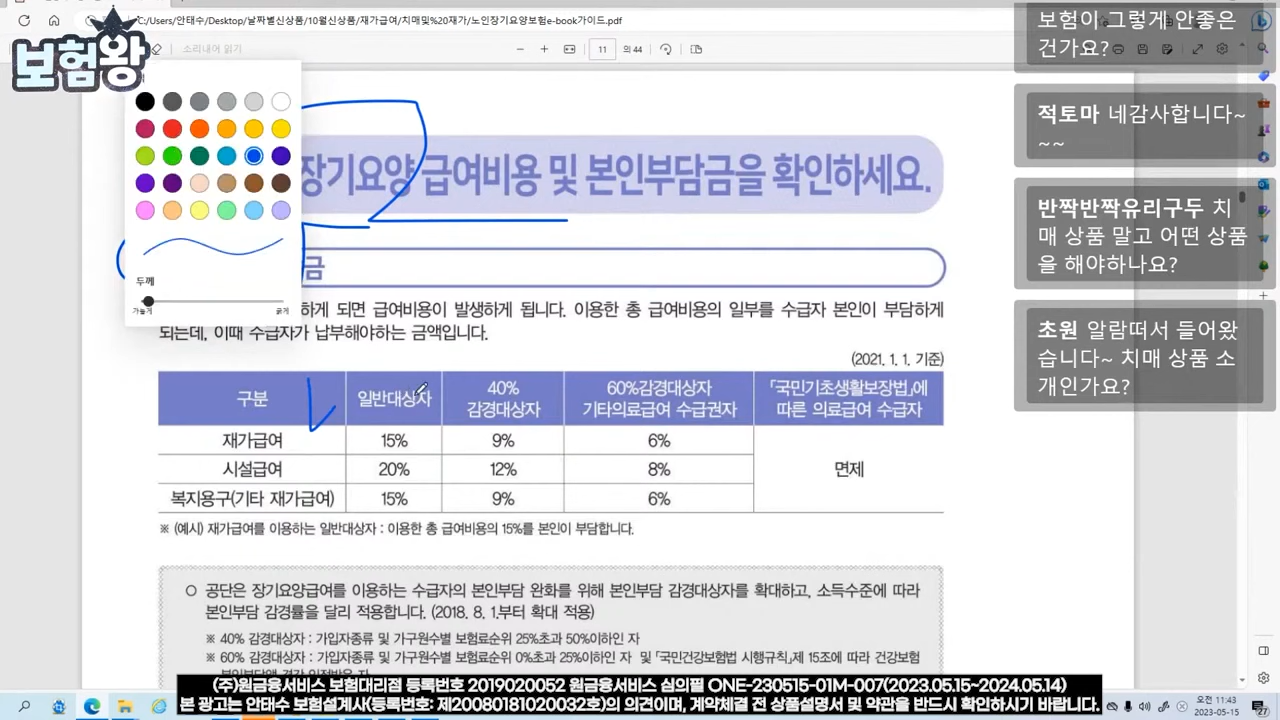 C:/Users/안태수/Desktop/날짜별신상품/10월신상품/재가급여/치매및%20재가/노인장기요양보험e-book가이드.pdf
보험왕
소리내어 읽기
11 의 44
장기요양 급여비용 및 본인부담금을 확인하세요.
금
두께
가늘게
굵게
하게 되면 급여비용이 발생하게 됩니다. 이용한 총 급여비용의 일부를 수급자 본인이 부담하게
되는데, 이때 수급자가 납부해야하는 금액입니다.
(2021. 1. 1. 기준)
구분 일반대상자 40% 감경대상자 60%감경대상자 기타의료급여 수급권자 「국민기초생활보장법」에 따른 의료급여 수급자
재가급여 15% 9% 6% 면제
시설급여 20% 12% 8%
복지용구(기타 재가급여) 15% 9% 6%
※ (예시) 재가급여를 이용하는 일반대상자 : 이용한 총 급여비용의 15%를 본인이 부담합니다.
○ 공단은 장기요양급여를 이용하는 수급자의 본인부담 완화를 위해 본인부담 감경대상자를 확대하고, 소득수준에 따라
본인부담 감경률을 달리 적용합니다. (2018. 8. 1.부터 확대 적용)
※ 40% 감경대상자 : 가입자종류 및 가구원수별 보험료순위 25%초과 50%이하인 자
※ 60% 감경대상자 : 가입자종류 및 가구원수별 보험료순위 0%초과 25%이하인 자 및 「국민건강보험법 시행규칙」제 15조에 따라 건강보험
보험이 그렇게 안좋은
건가요?
적토마 네감사합니다~
~~
반짝반짝유리구두 치
매 상품 말고 어떤 상품
을 해야하나요?
초원 알람떠서 들어왔
습니다~ 치매 상품 소
개인가요?
(주)원금융서비스 보험대리점 등록번호 2019020052 원금융서비스 심의필 ONE-230515-01M-007(2023.05.15~2024.05.14)
본 광고는 안태수 보험설계사(등록번호: 제20080181020032호)의 의견이며, 계약체결 전 상품설명서 및 약관을 반드시 확인하시기 바랍니다.
오전 11:43
2023-05-15
27